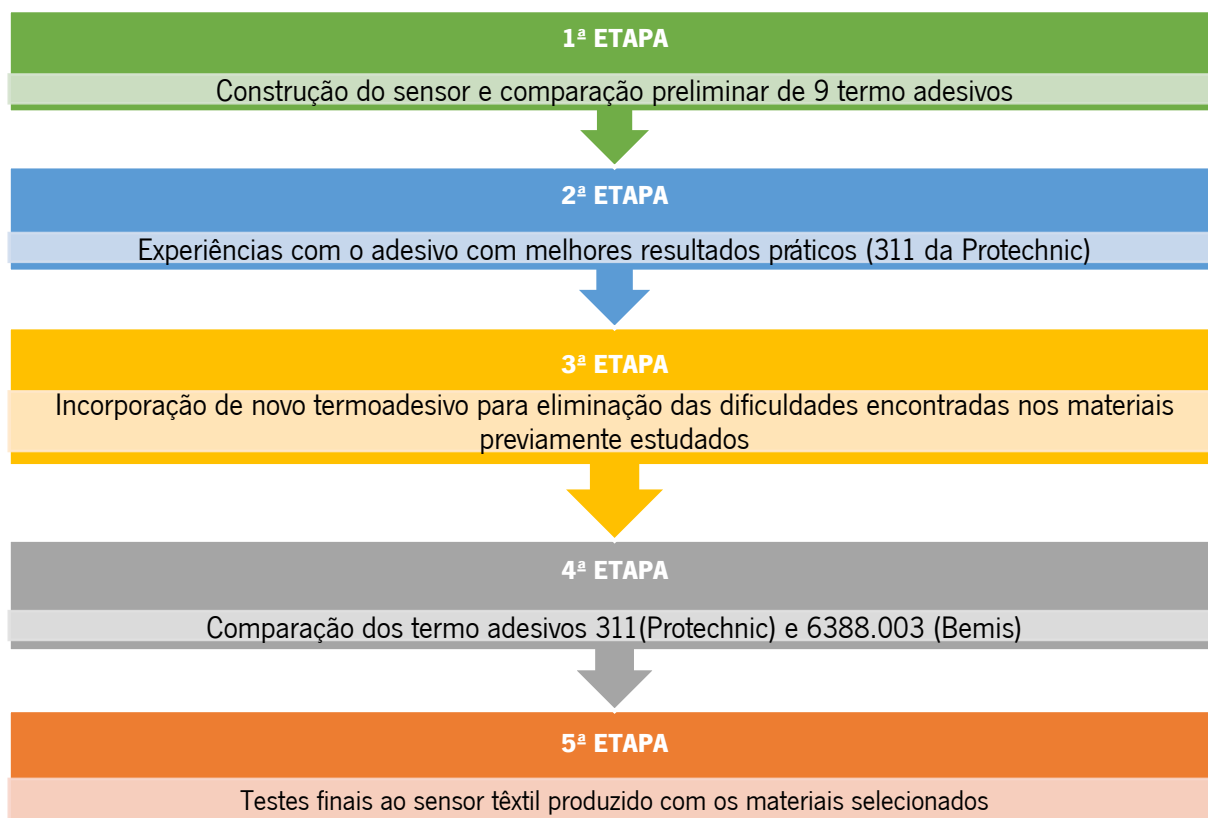 1ª ETAPA
Construção do sensor e comparação preliminar de 9 termo adesivos
2ª ETAPA
Experiências com o adesivo com melhores resultados práticos (311 da Protechnic)
3ª ETAPA
Incorporação de novo termoadesivo para eliminação das dificuldades encontradas nos materiais
previamente estudados
4ª ETAPA
Comparação dos termo adesivos 311(Protechnic) e 6388.003 (Bemis)
5ª ETAPA
Testes finais ao sensor têxtil produzido com os materiais selecionados